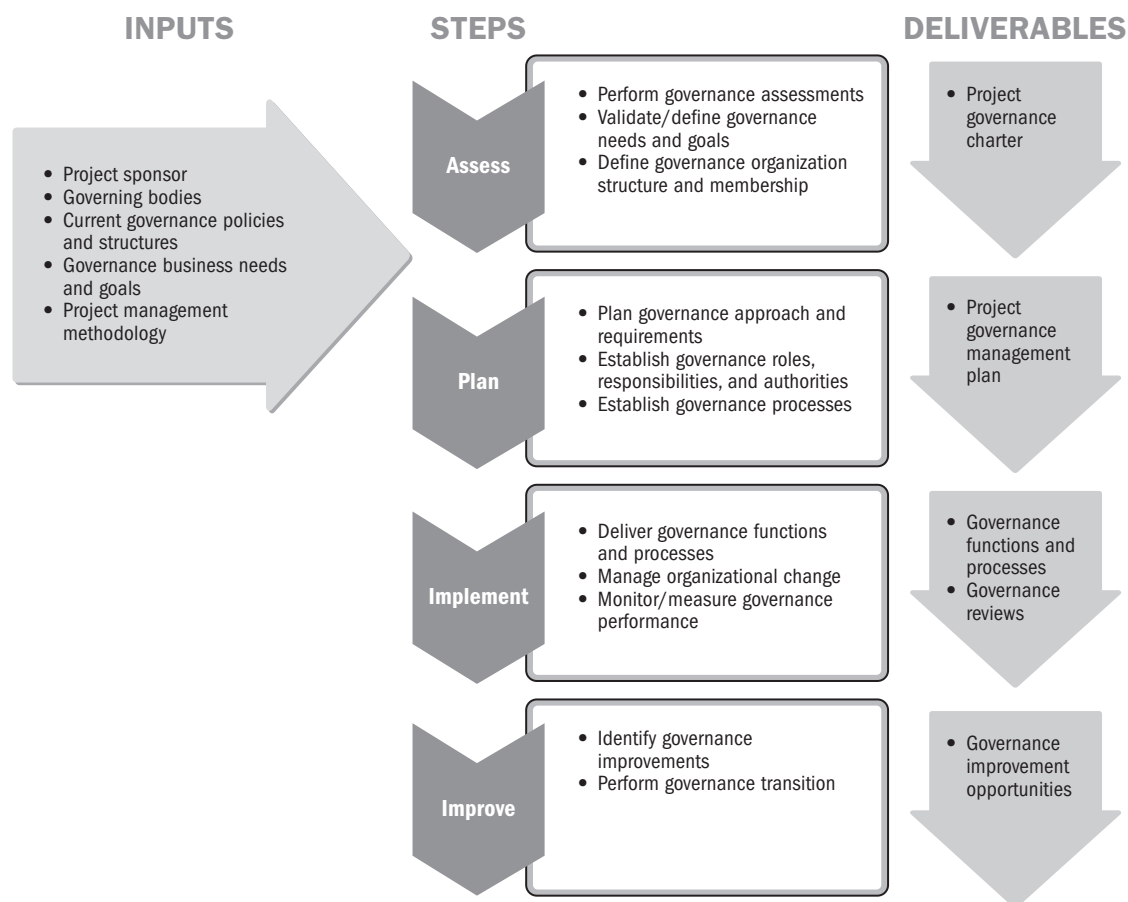 INPUTS
STEPS
DELIVERABLES
• Project sponsor
• Governing bodies
• Current governance policies
and structures
• Governance business needs
and goals
• Project management
methodology
Assess
• Perform governance assessments
• Validate/define governance
needs and goals
• Define governance organization
structure and membership
• Project
governance
charter
Plan
• Plan governance approach and
requirements
• Establish governance roles,
responsibilities, and authorities
• Establish governance processes
• Project
governance
management
plan
Implement
• Deliver governance functions
and processes
• Manage organizational change
• Monitor/measure governance
performance
• Governance
functions and
processes
• Governance
reviews
Improve
• Identify governance
improvements
• Perform governance transition
• Governance
improvement
opportunities